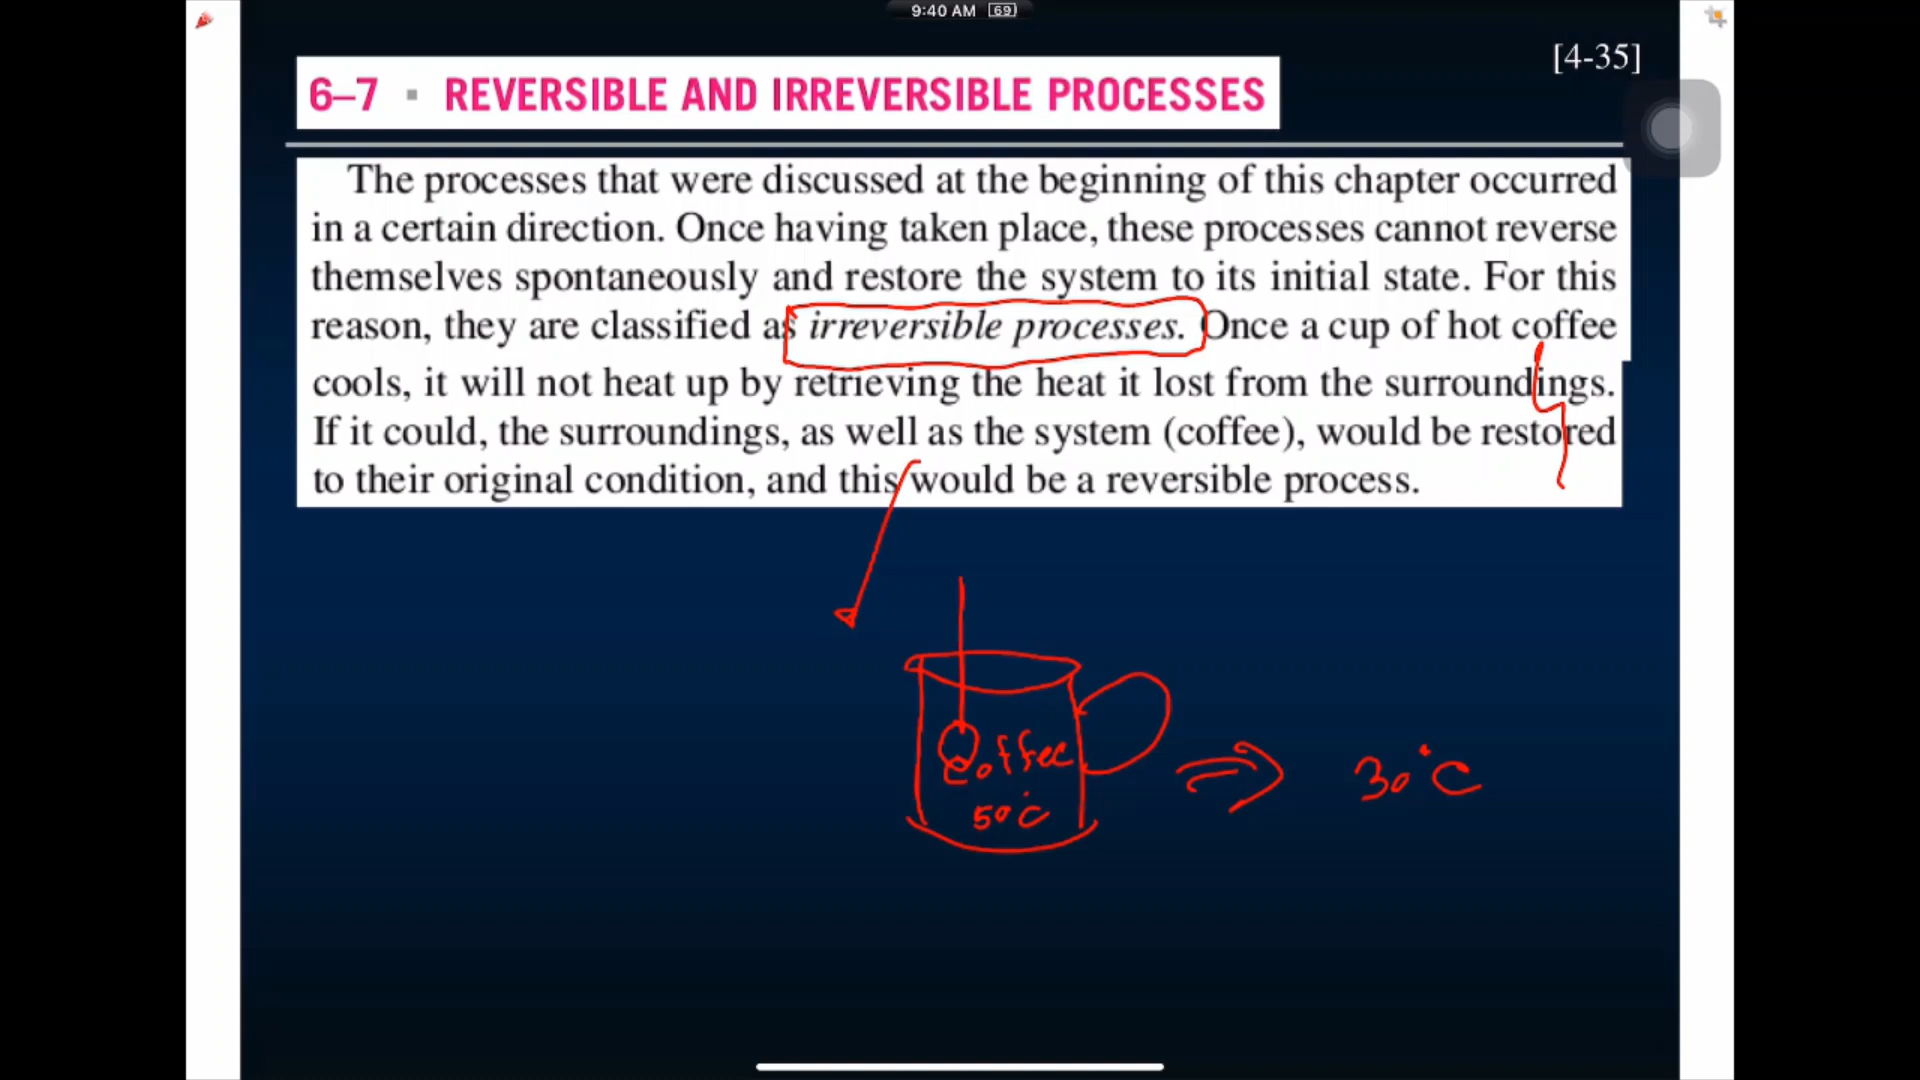 9:40 AM 69
[4-35]
6–7 ▪ REVERSIBLE AND IRREVERSIBLE PROCESSES
The processes that were discussed at the beginning of this chapter occurred
in a certain direction. Once having taken place, these processes cannot reverse
themselves spontaneously and restore the system to its initial state. For this
reason, they are classified as irreversible processes. Once a cup of hot coffee
cools, it will not heat up by retrieving the heat it lost from the surroundings.
If it could, the surroundings, as well as the system (coffee), would be restored
to their original condition, and this would be a reversible process.
Coffee
50°C
30°C